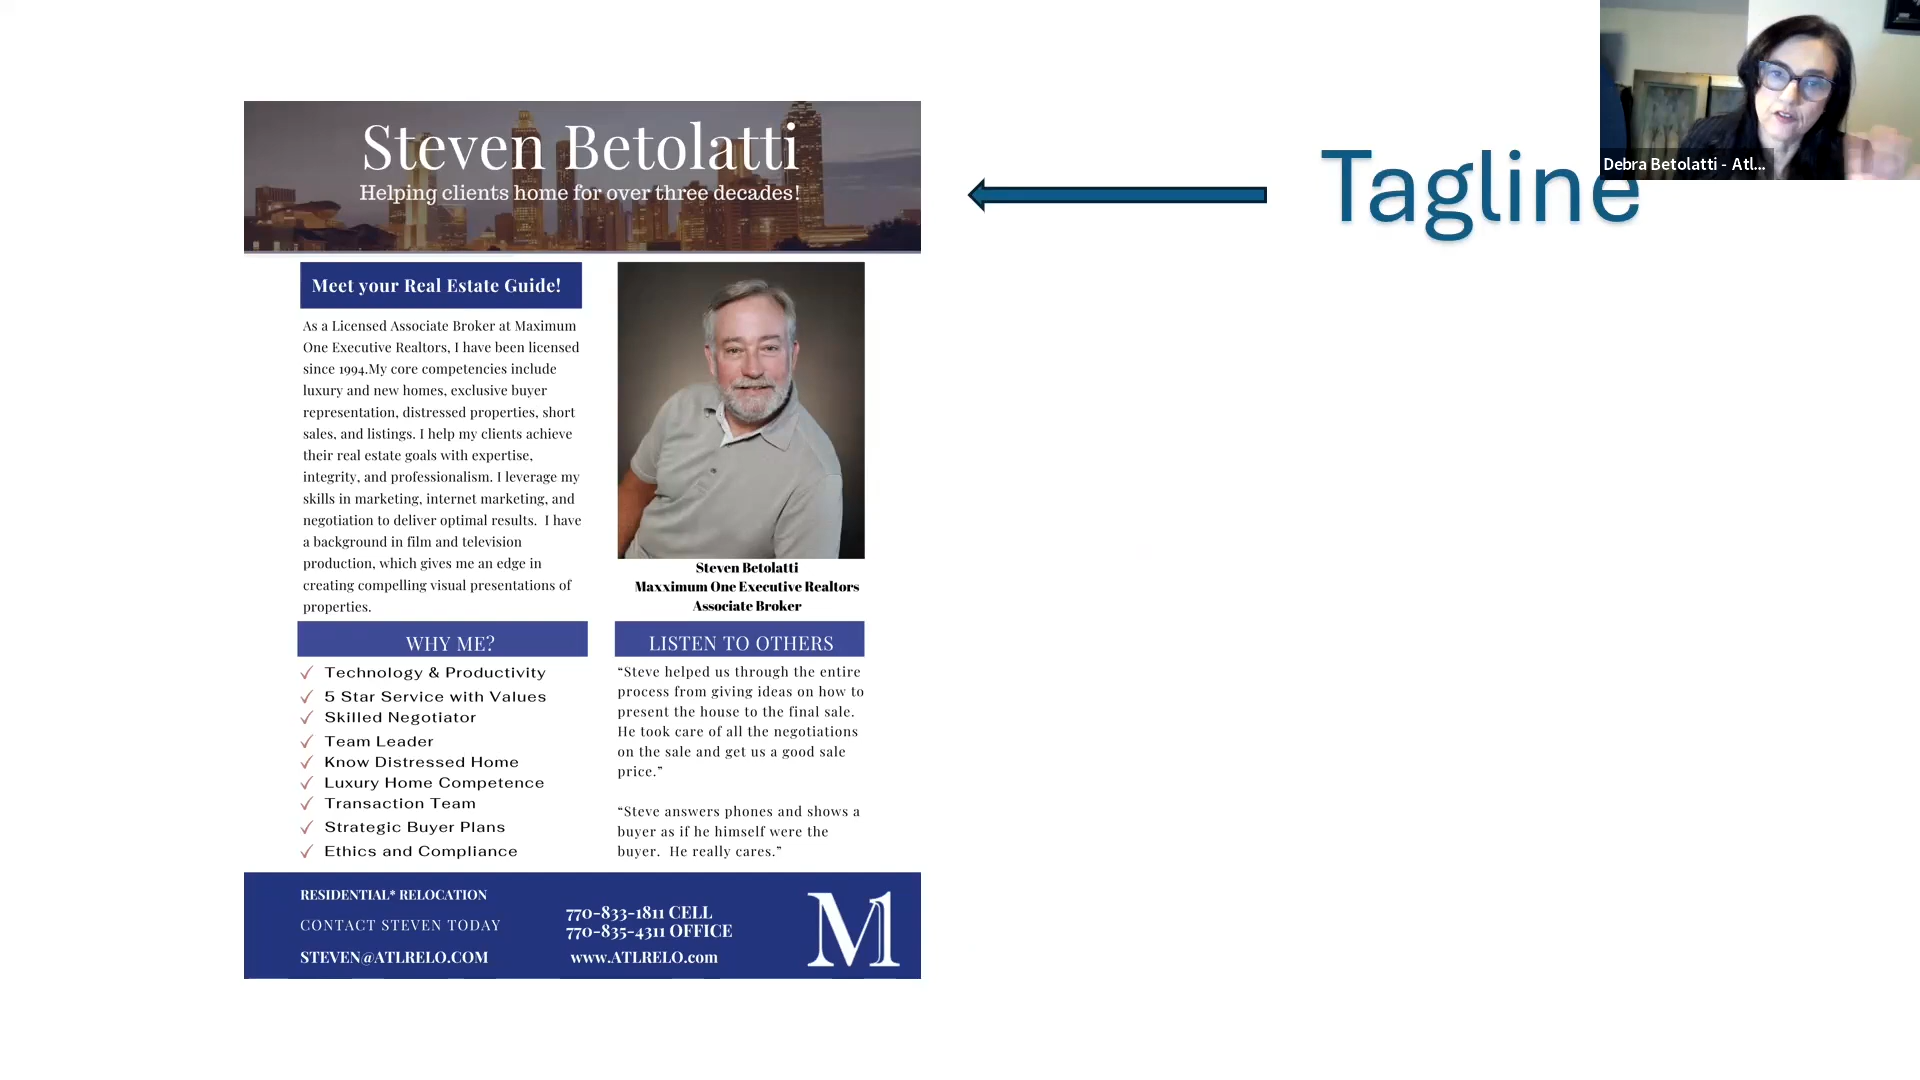 Steven Betolatti
Helping clients home for over three decades!
Tagline
Debra Betolatti - Atl...
Meet your Real Estate Guide!
As a Licensed Associate Broker at Maximum
One Executive Realtors, I have been licensed
since 1994.My core competencies include
luxury and new homes, exclusive buyer
representation, distressed properties, short
sales, and listings. I help my clients achieve
their real estate goals with expertise,
integrity, and professionalism. I leverage my
skills in marketing, internet marketing, and
negotiation to deliver optimal results.  I have
a background in film and television
production, which gives me an edge in
creating compelling visual presentations of
properties.
Steven Betolatti
Maxximum One Executive Realtors
Associate Broker
WHY ME?
✓ Technology & Productivity
✓ 5 Star Service with Values
✓ Skilled Negotiator
✓ Team Leader
✓ Know Distressed Home
✓ Luxury Home Competence
✓ Transaction Team
✓ Strategic Buyer Plans
✓ Ethics and Compliance
LISTEN TO OTHERS
“Steve helped us through the entire
process from giving ideas on how to
present the house to the final sale.
He took care of all the negotiations
on the sale and get us a good sale
price.”
“Steve answers phones and shows a
buyer as if he himself were the
buyer.  He really cares.”
RESIDENTIAL* RELOCATION
CONTACT STEVEN TODAY
STEVEN@ATLRELO.COM
770-833-1811 CELL
770-835-4311 OFFICE
www.ATLRELO.com
M1